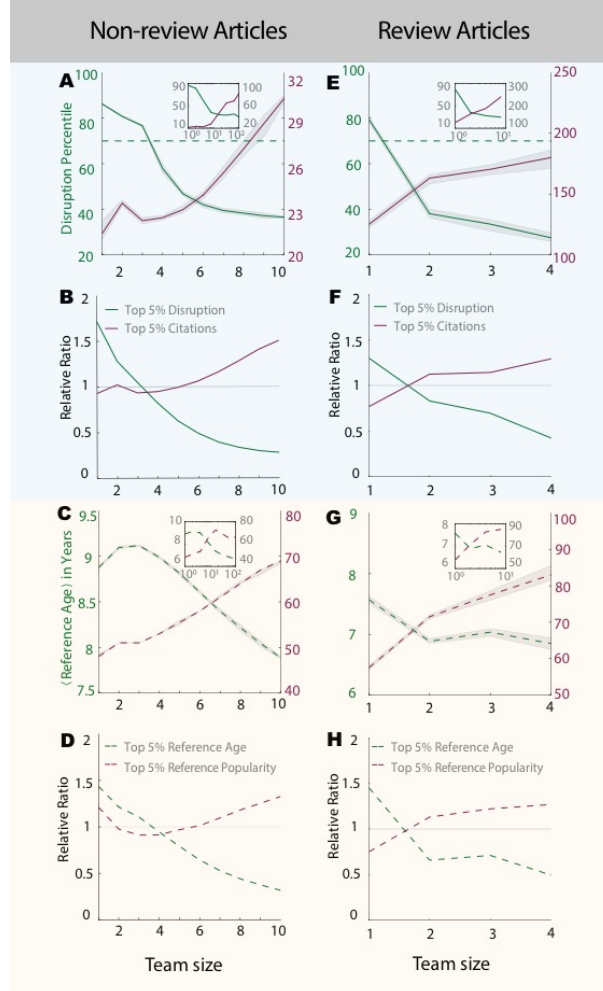 Non-review Articles
Review Articles
A
100
80
60
40
20
Disruption Percentile
32
29
26
23
20
2 4 6 8 10
90
50
10
100
60
20
10⁰ 10¹ 10²
E
100
80
60
40
20
250
200
150
100
1 2 3 4
90
50
10
300
200
100
10⁰ 10¹
B
2
1.5
1
0.5
0
Relative Ratio
Top 5% Disruption
Top 5% Citations
2 4 6 8 10
F
2
1.5
1
0.5
0
Relative Ratio
Top 5% Disruption
Top 5% Citations
1 2 3 4
C
9.5
9
8.5
8
7.5
⟨Reference Age⟩ in Years
80
70
60
50
40
2 4 6 8 10
10
8
6
80
60
40
10⁰ 10¹ 10²
G
9
8
7
6
100
90
80
70
60
50
1 2 3 4
8
7
6
90
70
50
10⁰ 10¹
D
2
1.5
1
0.5
0
Relative Ratio
Top 5% Reference Age
Top 5% Reference Popularity
2 4 6 8 10
Team size
H
2
1.5
1
0.5
0
Relative Ratio
Top 5% Reference Age
Top 5% Reference Popularity
1 2 3 4
Team size